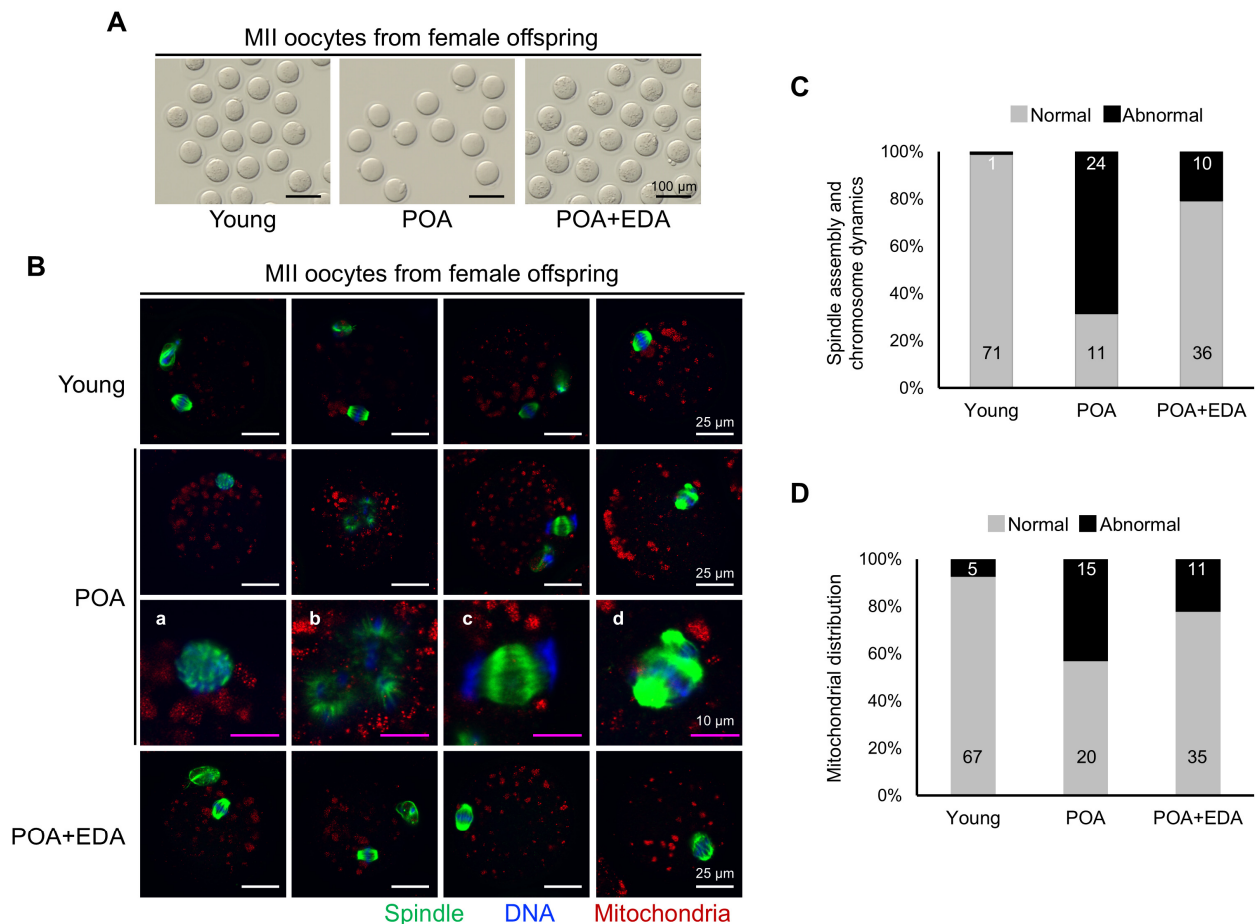 A
MII oocytes from female offspring
100 µm
Young
POA
POA+EDA
B
MII oocytes from female offspring
Young
25 µm
POA
25 µm
a
b
c
d
10 µm
POA+EDA
25 µm
Spindle
DNA
Mitochondria
C
Normal
Abnormal
Spindle assembly and
chromosome dynamics
100%
80%
60%
40%
20%
0%
1
24
10
71
11
36
Young
POA
POA+EDA
D
Normal
Abnormal
Mitochondrial distribution
100%
80%
60%
40%
20%
0%
5
15
11
67
20
35
Young
POA
POA+EDA